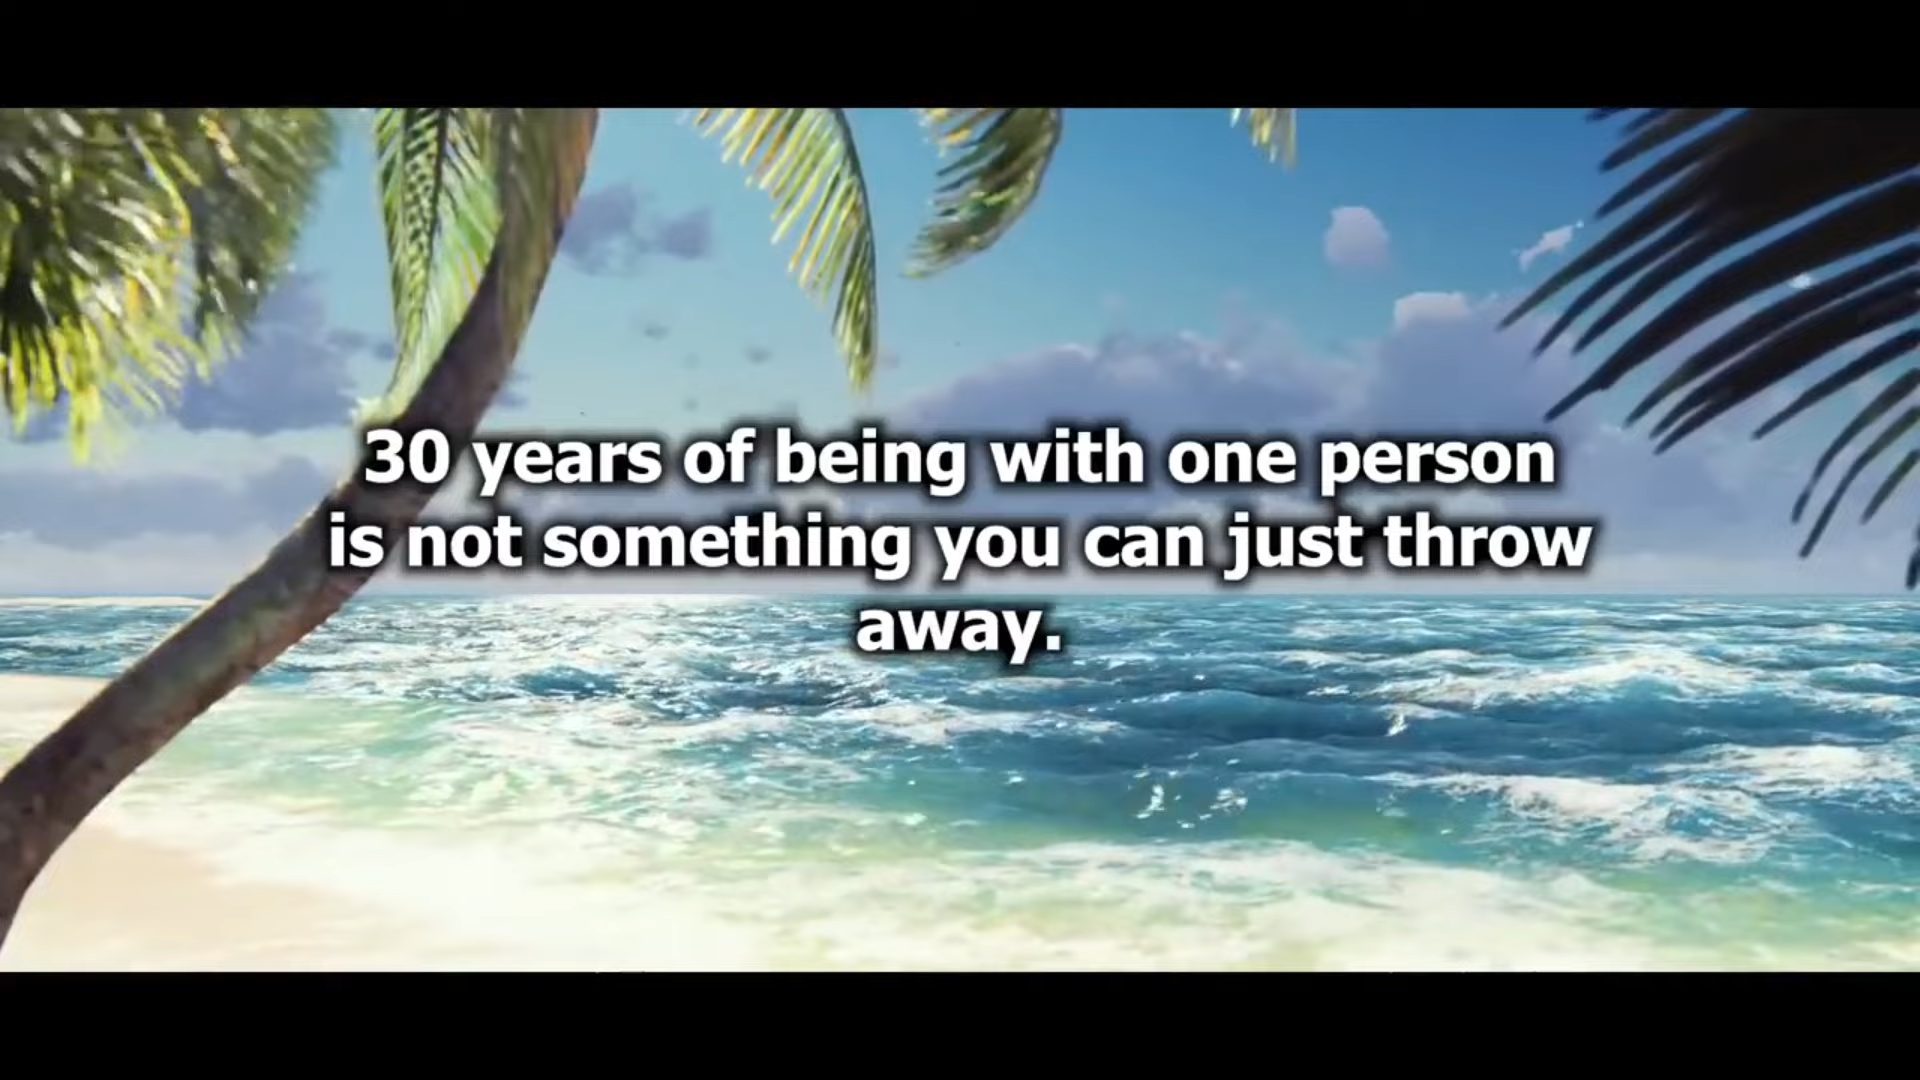 30 years of being with one person
is not something you can just throw
away.